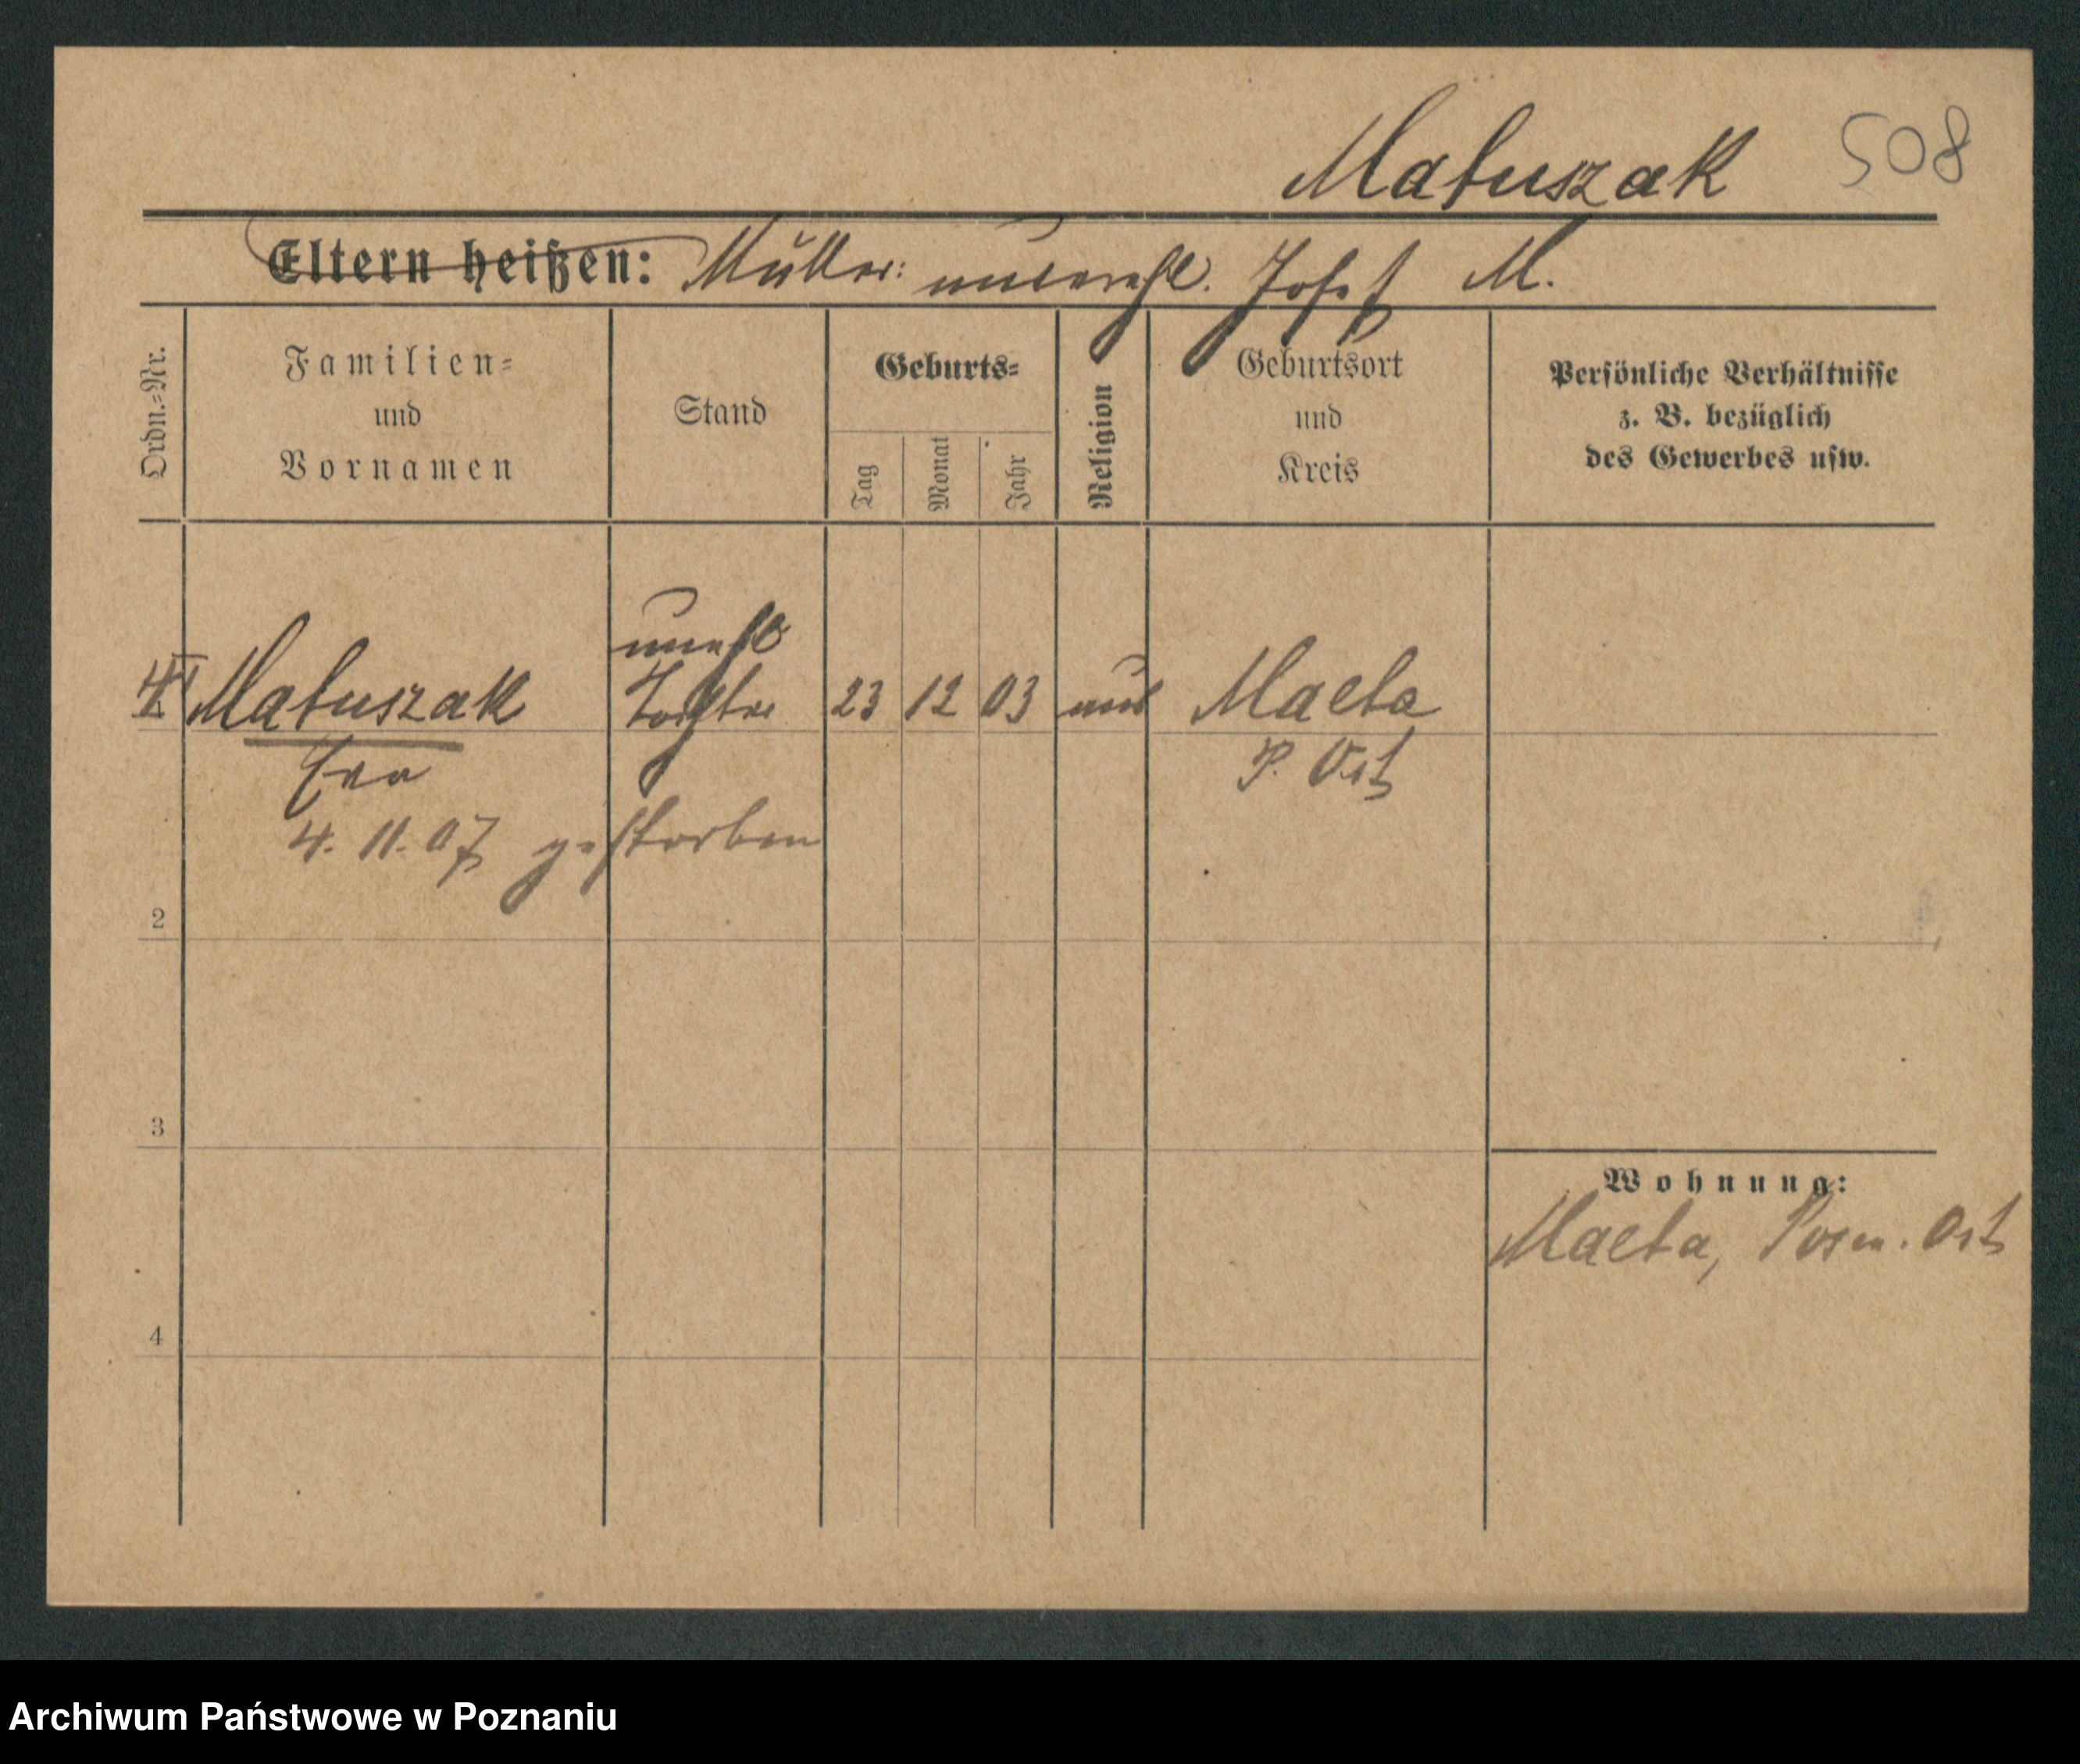 Matuszak 508
Eltern heißen: Mutter: unverehl. Josef M.
Ordn.-Nr.
Familien=
und
Vornamen
Stand
Geburts=
Tag
Monat
Jahr
Religion
Geburtsort
und
Kreis
Persönliche Verhältnisse
z. B. bezüglich
des Gewerbes usw.
unehl
Matuszak Tochter 23 12 03 Maeta
Eva P. Ost
4. 11. 07 gestorben
2
3
Wohnung:
Maeta, Posen. Ost
4
Archiwum Państwowe w Poznaniu